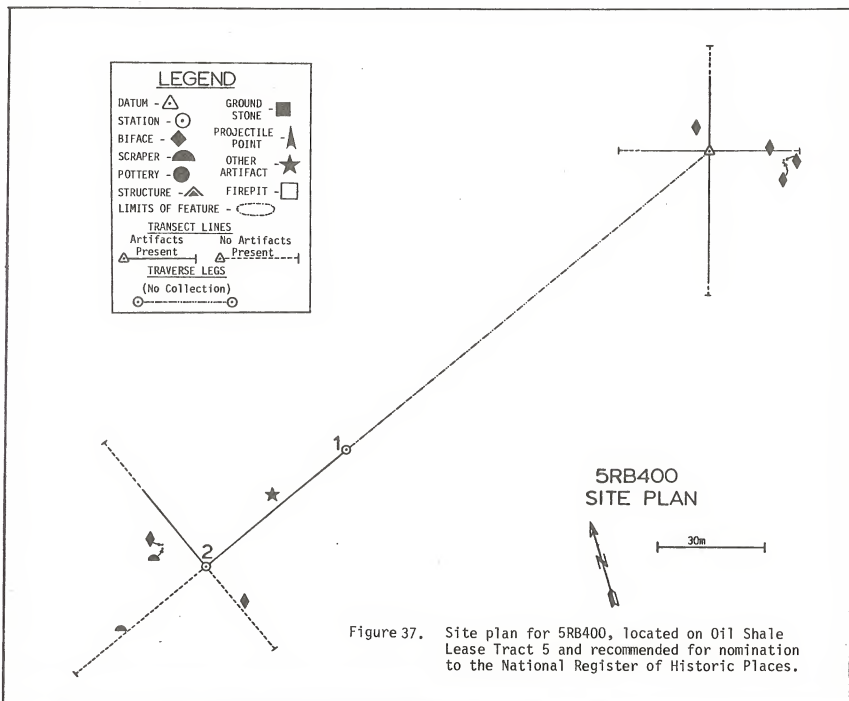 LEGEND
DATUM -
STATION -
BIFACE -
SCRAPER -
POTTERY -
STRUCTURE -
GROUND STONE -
PROJECTILE POINT -
OTHER ARTIFACT -
FIREPIT -
LIMITS OF FEATURE -
TRANSECT LINES
Artifacts Present
No Artifacts Present
TRAVERSE LEGS
(No Collection)
1
2
5RB400
SITE PLAN
N
30m
Figure 37. Site plan for 5RB400, located on Oil Shale
Lease Tract 5 and recommended for nomination
to the National Register of Historic Places.